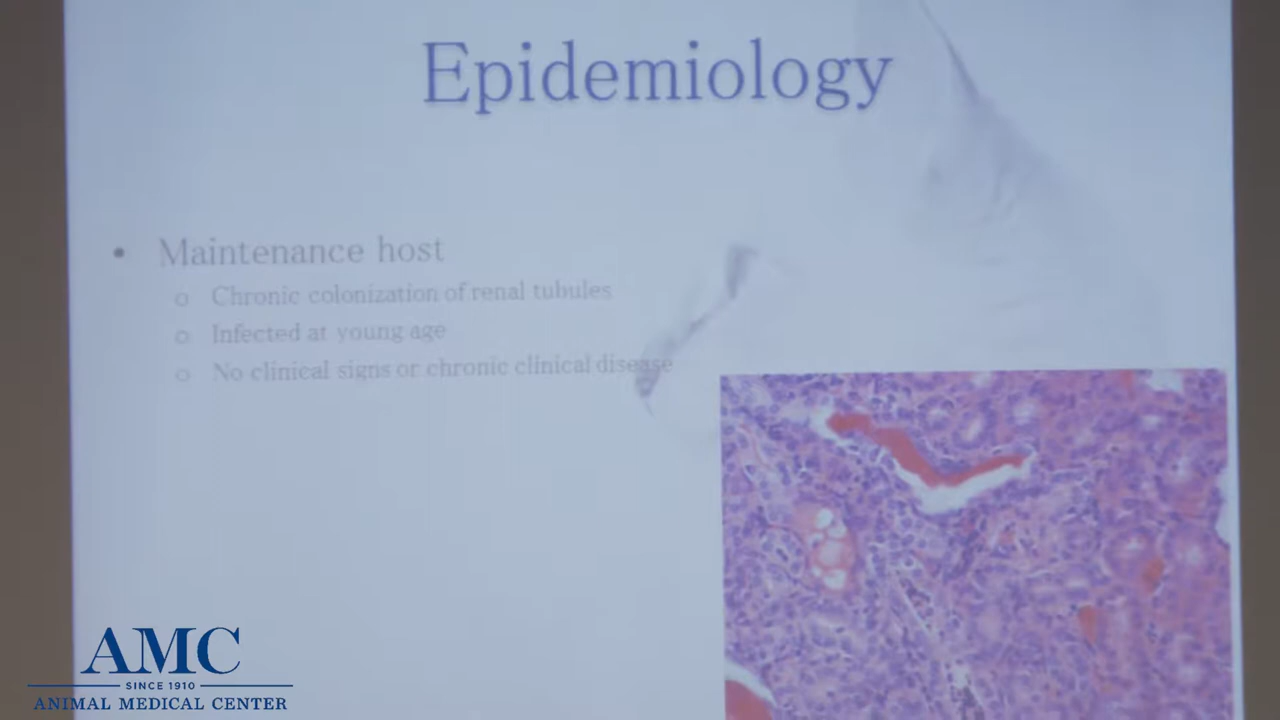 Epidemiology
• Maintenance host
o Chronic colonization of renal tubules
o Infected at young age
o No clinical signs or chronic clinical disease
AMC
SINCE 1910
ANIMAL MEDICAL CENTER